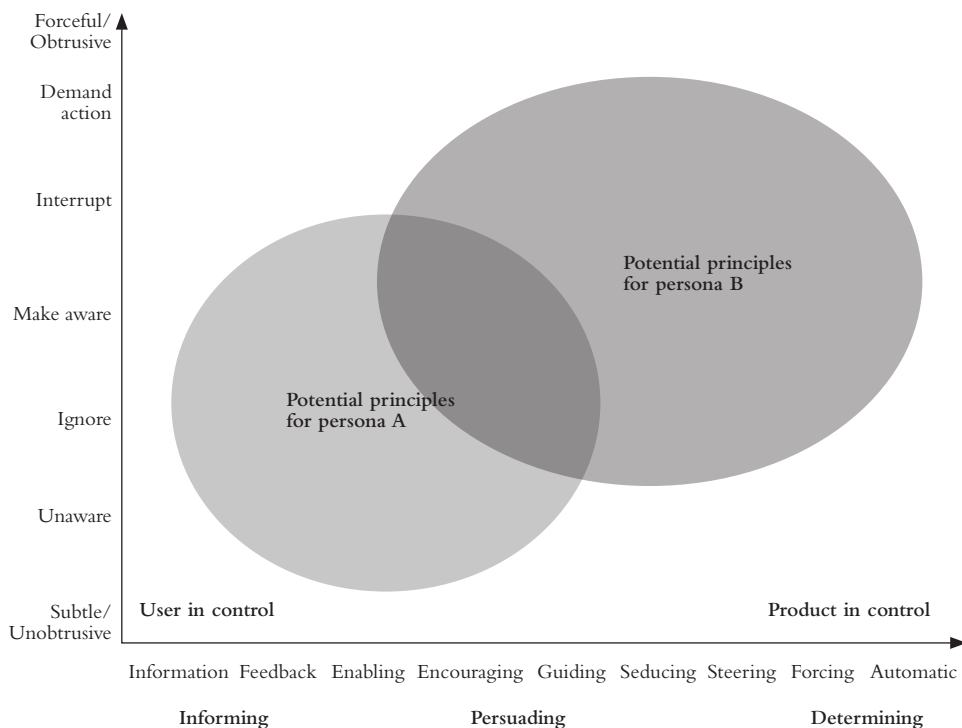 Forceful/
Obtrusive
Demand
action
Interrupt
Make aware
Ignore
Unaware
Subtle/
Unobtrusive
Potential principles
for persona B
Potential principles
for persona A
User in control
Product in control
Information Feedback Enabling Encouraging Guiding Seducing Steering Forcing Automatic
Informing Persuading Determining